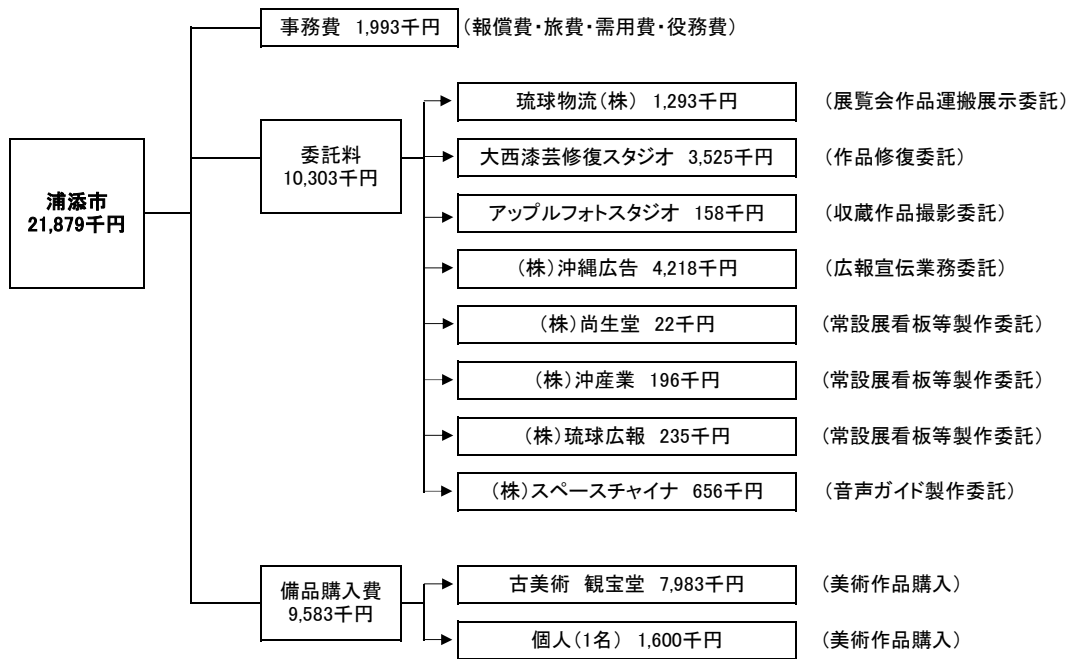 事務費 1,993千円 (報償費・旅費・需用費・役務費)
琉球物流(株) 1,293千円 (展覧会作品運搬展示委託)
委託料
10,303千円
大西漆芸修復スタジオ 3,525千円 (作品修復委託)
浦添市
21,879千円
アップルフォトスタジオ 158千円 (収蔵作品撮影委託)
(株)沖縄広告 4,218千円 (広報宣伝業務委託)
(株)尚生堂 22千円 (常設展看板等製作委託)
(株)沖産業 196千円 (常設展看板等製作委託)
(株)琉球広報 235千円 (常設展看板等製作委託)
(株)スペースチャイナ 656千円 (音声ガイド製作委託)
備品購入費
9,583千円
古美術 観宝堂 7,983千円 (美術作品購入)
個人(1名) 1,600千円 (美術作品購入)